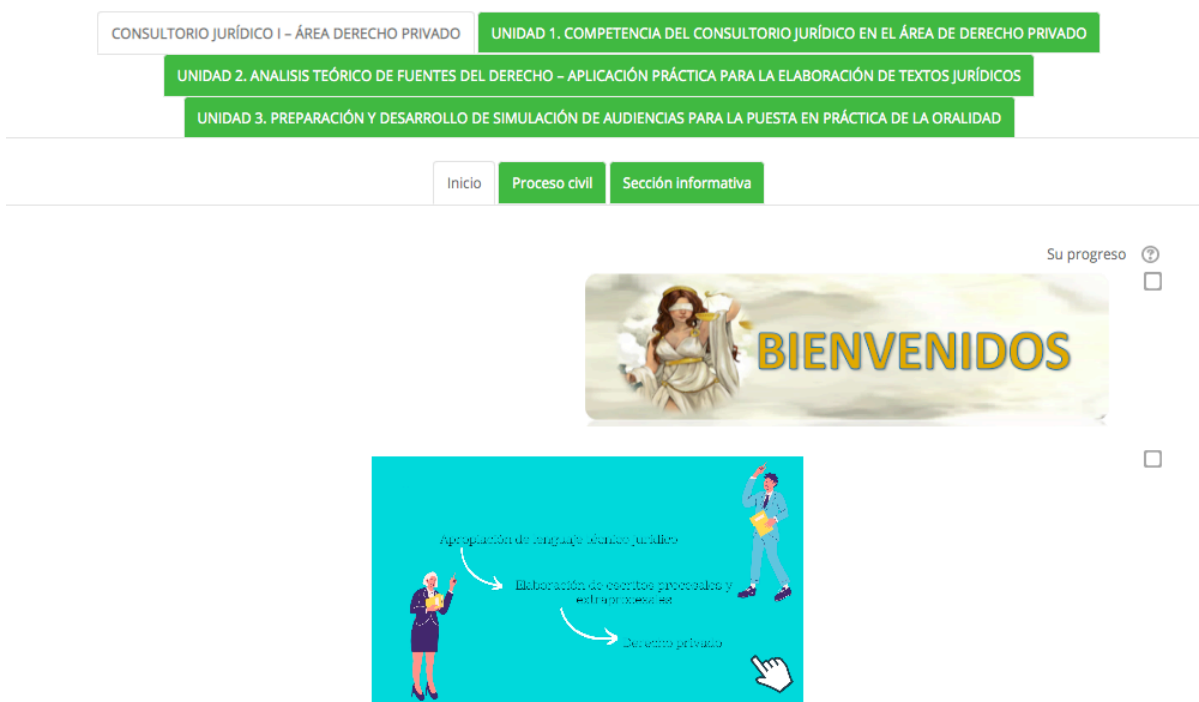 CONSULTORIO JURÍDICO I – ÁREA DERECHO PRIVADO
UNIDAD 1. COMPETENCIA DEL CONSULTORIO JURÍDICO EN EL ÁREA DE DERECHO PRIVADO
UNIDAD 2. ANALISIS TEÓRICO DE FUENTES DEL DERECHO – APLICACIÓN PRÁCTICA PARA LA ELABORACIÓN DE TEXTOS JURÍDICOS
UNIDAD 3. PREPARACIÓN Y DESARROLLO DE SIMULACIÓN DE AUDIENCIAS PARA LA PUESTA EN PRÁCTICA DE LA ORALIDAD
Inicio
Proceso civil
Sección informativa
Su progreso
BIENVENIDOS
Apropiación de lenguaje técnico jurídico
Elaboración de escritos procesales y
extraprocesales
Derecho privado